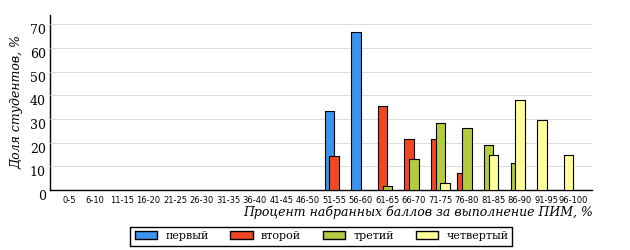 Доля студентов, %
70
60
50
40
30
20
10
0
0-5 6-10 11-15 16-20 21-25 26-30 31-35 36-40 41-45 46-50 51-55 56-60 61-65 66-70 71-75 76-80 81-85 86-90 91-95 96-100
Процент набранных баллов за выполнение ПИМ, %
первый второй третий четвертый